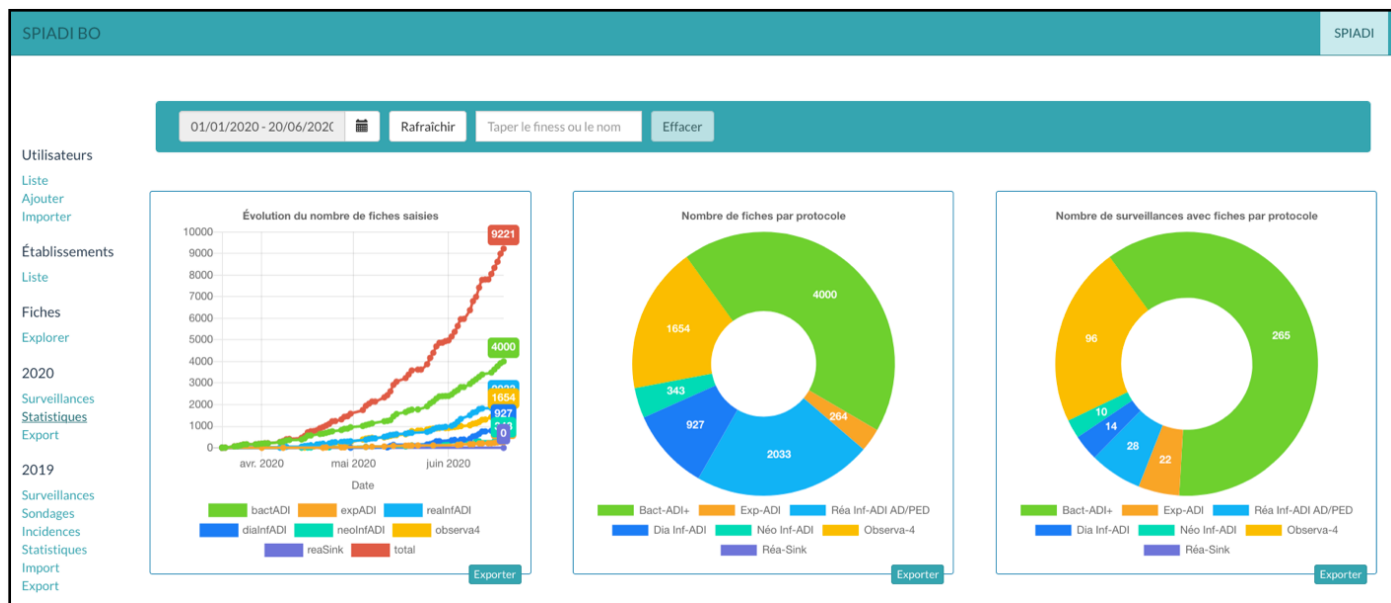 SPIADI BO
SPIADI
01/01/2020 - 20/06/202
Rafraîchir
Taper le finess ou le nom
Effacer
Utilisateurs
Liste
Ajouter
Importer
Établissements
Liste
Fiches
Explorer
2020
Surveillances
Statistiques
Export
2019
Surveillances
Sondages
Incidences
Statistiques
Import
Export
Évolution du nombre de fiches saisies
10000
9000
8000
7000
6000
5000
4000
3000
2000
1000
0
9221
4000
1654
927
0
avr. 2020 mai 2020 juin 2020
Date
bactADI expADI reaInfADI
diaInfADI neoInfADI observa4
reaSink total
Exporter
Nombre de fiches par protocole
4000
1654
343
264
927
2033
Bact-ADI+ Exp-ADI Réa Inf-ADI AD/PED
Dia Inf-ADI Néo Inf-ADI Observa-4
Réa-Sink
Exporter
Nombre de surveillances avec fiches par protocole
265
96
10
14
28
22
Bact-ADI+ Exp-ADI Réa Inf-ADI AD/PED
Dia Inf-ADI Néo Inf-ADI Observa-4
Réa-Sink
Exporter